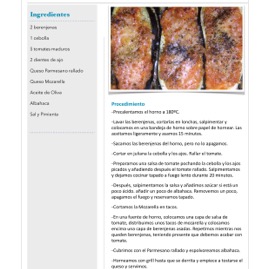 Ingredientes
2 berenjenas
1 cebolla
3 tomates maduros
2 dientes de ajo
Queso Parmesano rallado
Queso Mozarella
Aceite de Oliva
Albahaca
Sal y Pimienta
Procedimiento
-Precalentamos el horno a 180ºC.
-Lavar las berenjenas, cortarlas en lonchas, salpimentar y
colocamos en una bandeja de horno sobre papel de hornear. Las
aceitamos ligeramente y asamos 15 minutos.
-Sacamos las berenjenas del horno, pero no lo apagamos.
-Cortar en juliana la cebolla y los ajos. Rallar el tomate.
-Preparamos una salsa de tomate pochando la cebolla y los ajos
picados y añadiendo después el tomate rallado. Salpimentamos
y dejamos cocinar tapado a fuego lento durante 20 minutos.
-Después, salpimentamos la salsa y añadimos azúcar si está un
poco ácida. añadir un poco de albahaca. Removemos un poco,
apagamos el fuego y reservamos tapado.
-Cortamos la Mozarella en tacos.
-En una fuente de horno, colocamos una capa de salsa de
tomate, distribuimos unos tacos de mozarella y colocamos
encima una capa de berenjenas asadas. Repetimos mientras nos
queden berenjenas, teniendo presente que debemos acabar con
tomate.
-Cubrimos con el Parmesano rallado y espolvoreamos albahaca.
-Horneamos con grill hasta que se derrita y empiece a tostarse el
queso y servimos.